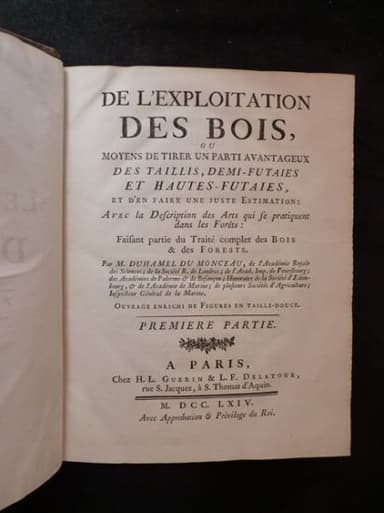 DE L'EXPLOITATION
DES BOIS,
OU
MOYENS DE TIRER UN PARTI AVANTAGEUX
DES TAILLIS, DEMI-FUTAIES
ET HAUTES-FUTAIES,
ET D'EN FAIRE UNE JUSTE ESTIMATION:
AVEC la Description des Arts qui se pratiquent
dans les Forêts:
Faisant partie du Traité complet des BOIS
& des FORESTS.
Par M. DUHAMEL DU MONCEAU, de l'Académie Royale
des Sciences; de la Société R. de Londres; de l'Acad. Imp. de Petersbourg;
des Académies de Palerme & de Besançon; Honoraire de la Société d'Edim-
bourg, & de l'Académie de Marine; de plusieurs Sociétés d'Agriculture;
Inspecteur Général de la Marine.
OUVRAGE ENRICHI DE FIGURES EN TAILLE-DOUCE.
PREMIERE PARTIE.
A PARIS,
Chez H. L. GUERIN & L. F. DELATOUR,
rue S. Jacques, à S. Thomas d'Aquin.
M. DCC. LXIV.
Avec Approbation & Privilege du Roi.